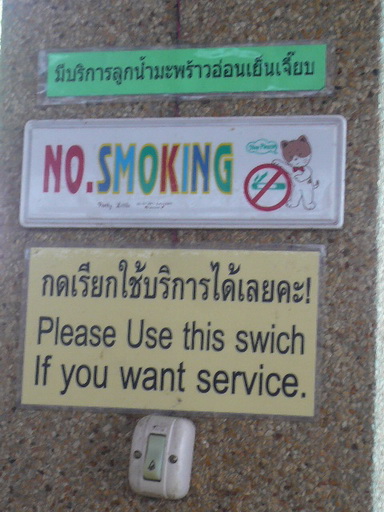 มีบริการลูกน้ำมะพร้าวอ่อนเย็นเจี๊ยบ
NO.SMOKING
กดเรียกใช้บริการได้เลยคะ!
Please Use this swich
If you want service.